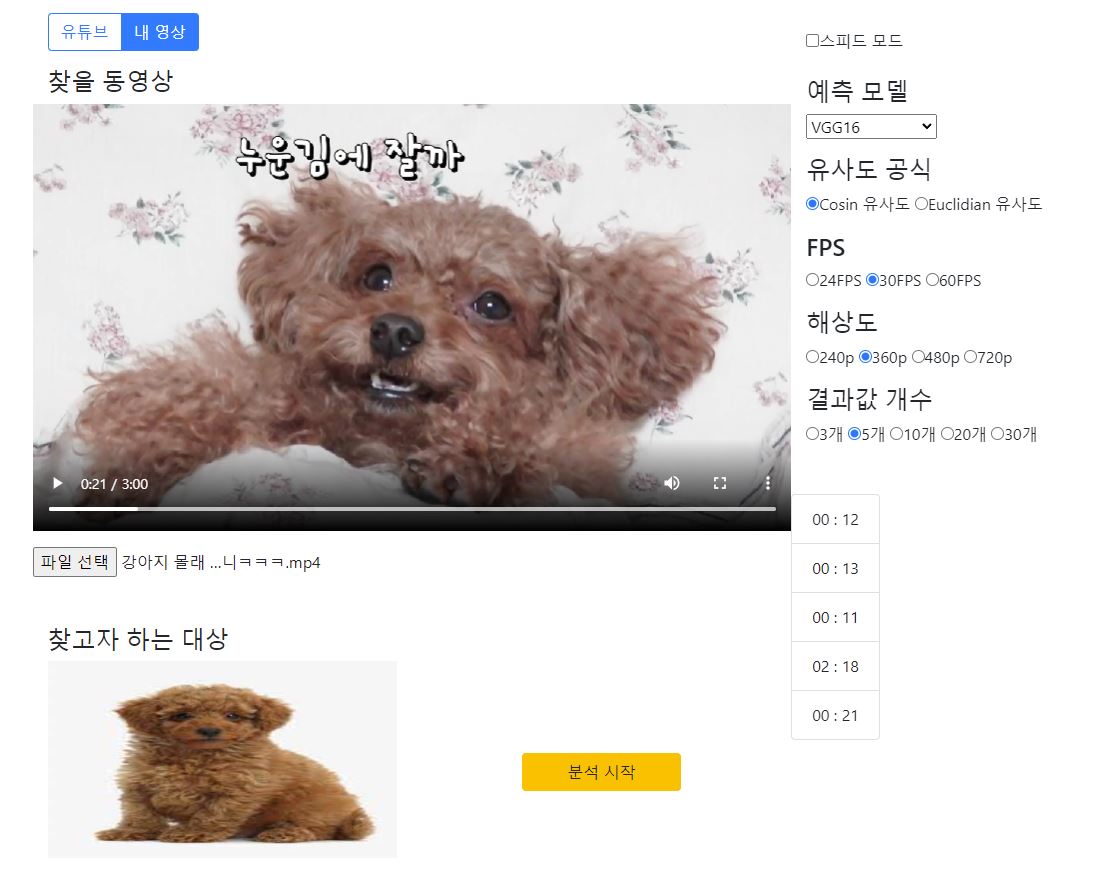 유튜브 내 영상
찾을 동영상
누운김에 잘까
0:21 / 3:00
파일 선택 강아지 몰래 ...니ㅋㅋㅋ.mp4
찾고자 하는 대상
분석 시작
스피드 모드
예측 모델
VGG16
유사도 공식
Cosin 유사도 Euclidian 유사도
FPS
24FPS 30FPS 60FPS
해상도
240p 360p 480p 720p
결과값 개수
3개 5개 10개 20개 30개
00 : 12
00 : 13
00 : 11
02 : 18
00 : 21